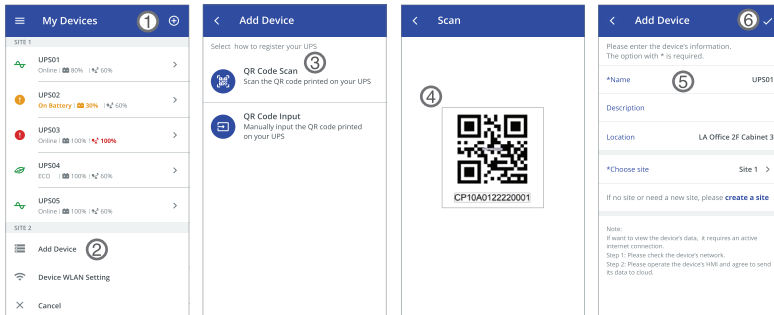 My Devices
1
SITE 1
UPS01
Online | 80% | 60%
UPS02
On Battery | 30% | 60%
UPS03
Online | 100% | 100%
UPS04
ECO | 100% | 60%
UPS05
Online | 100% | 60%
SITE 2
Add Device
2
Device WLAN Setting
Cancel
Add Device
Select how to register your UPS
3
QR Code Scan
Scan the QR code printed on your UPS
QR Code Input
Manually input the QR code printed
on your UPS
Scan
4
CP10A0122220001
Add Device
6
Please enter the device's information.
The option with * is required.
*Name
5
UPS01
Description
Location
LA Office 2F Cabinet 3
*Choose site
Site 1
If no site or need a new site, please create a site
Note:
If want to view the device's data, it requires an active
internet connection.
Step 1: Please check the device's network.
Step 2: Please operate the device's HMI and agree to send
its data to cloud.